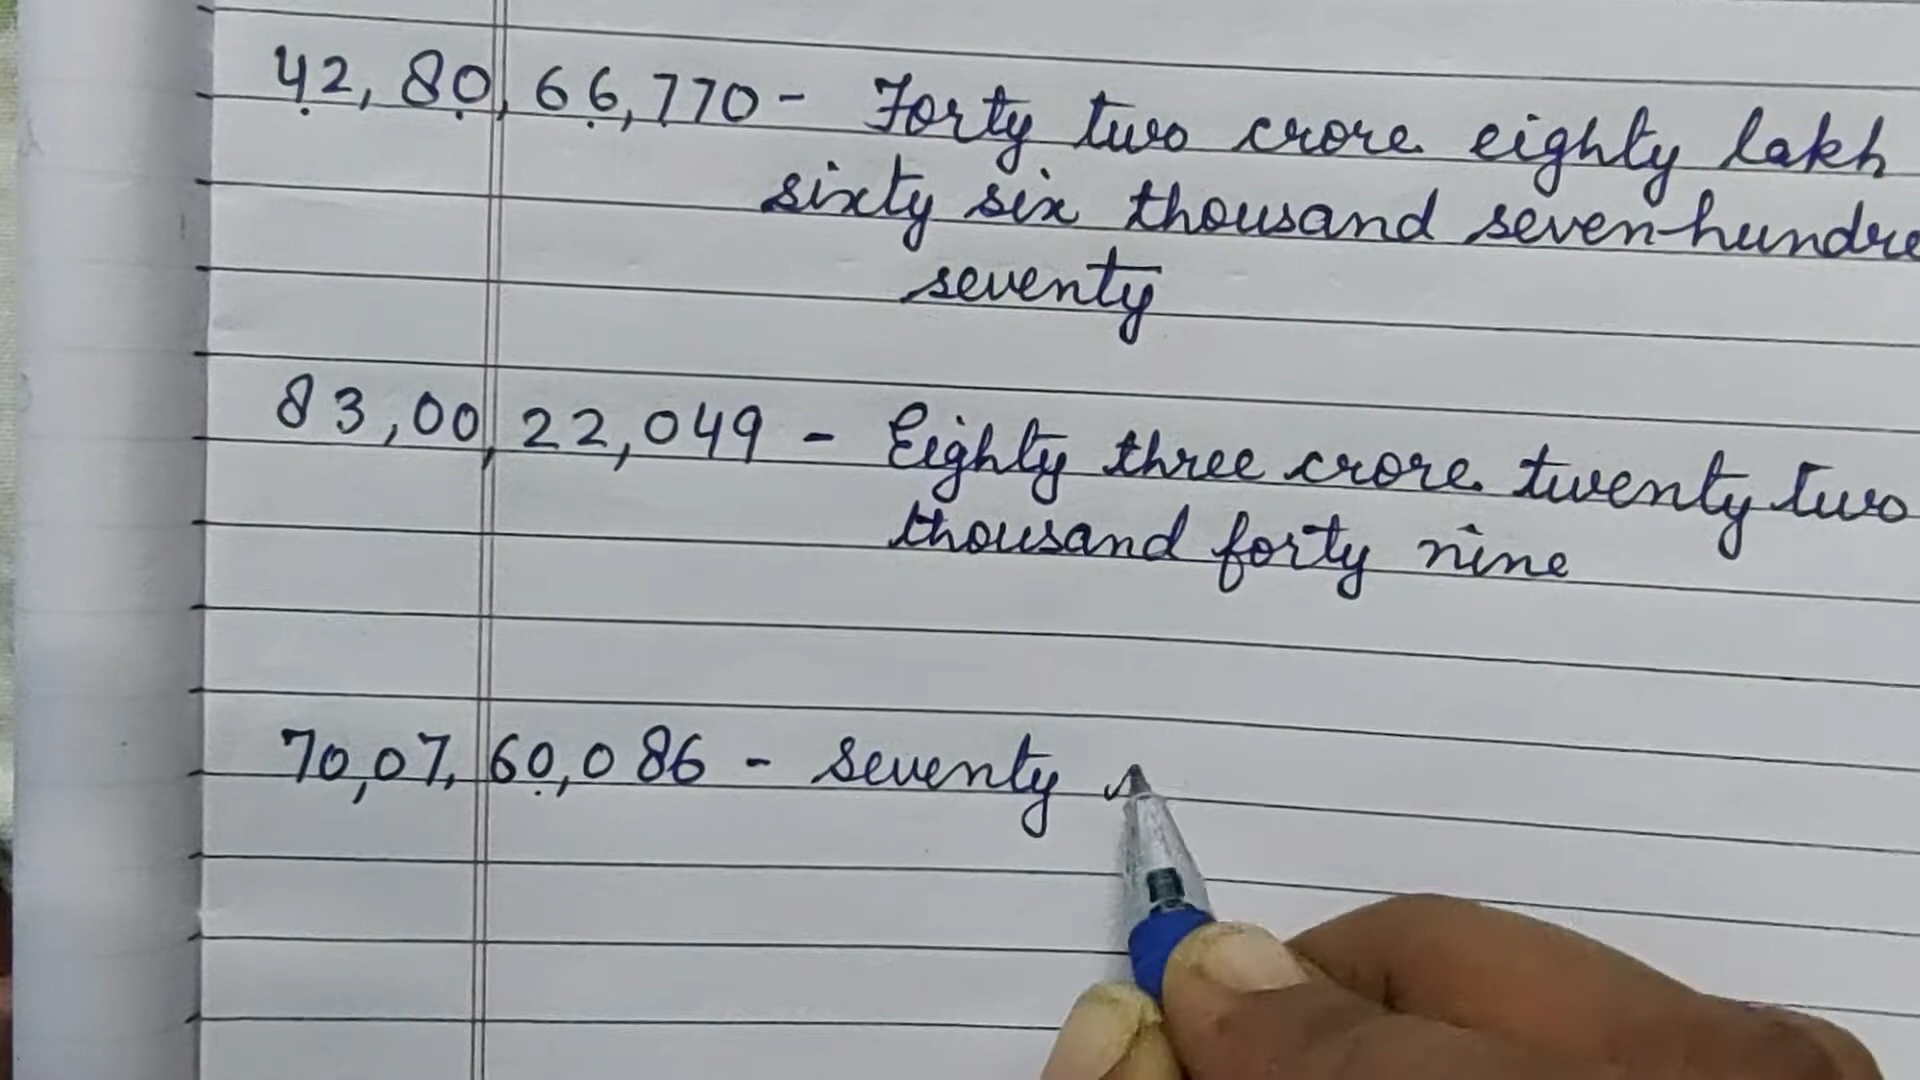 42,80,66,770 - Forty two crore eighty lakh
sixty six thousand seven hundre
seventy
83,00,22,049 - Eighty three crore twenty two
thousand forty nine
70,07,60,086 - seventy